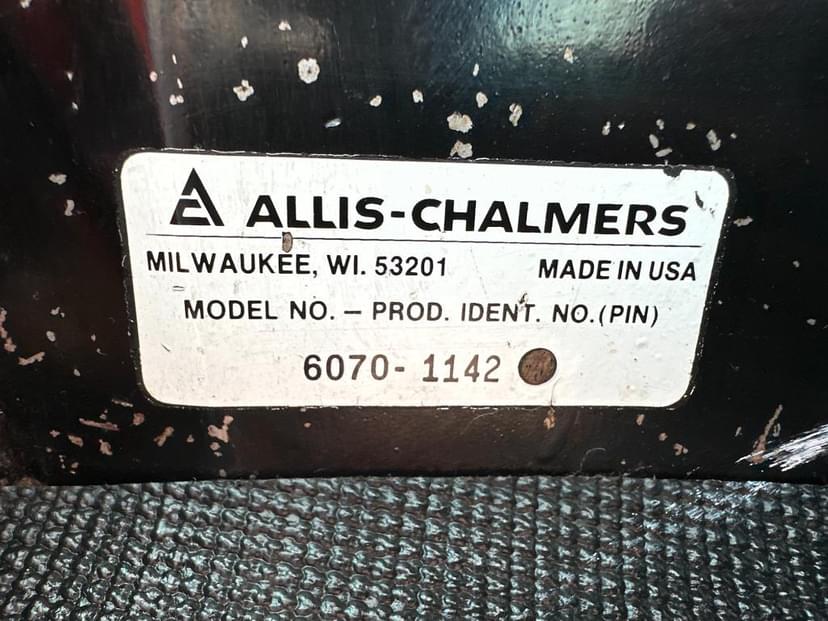 ALLIS-CHALMERS
MILWAUKEE, WI. 53201 MADE IN USA
MODEL NO. – PROD. IDENT. NO.(PIN)
6070-1142